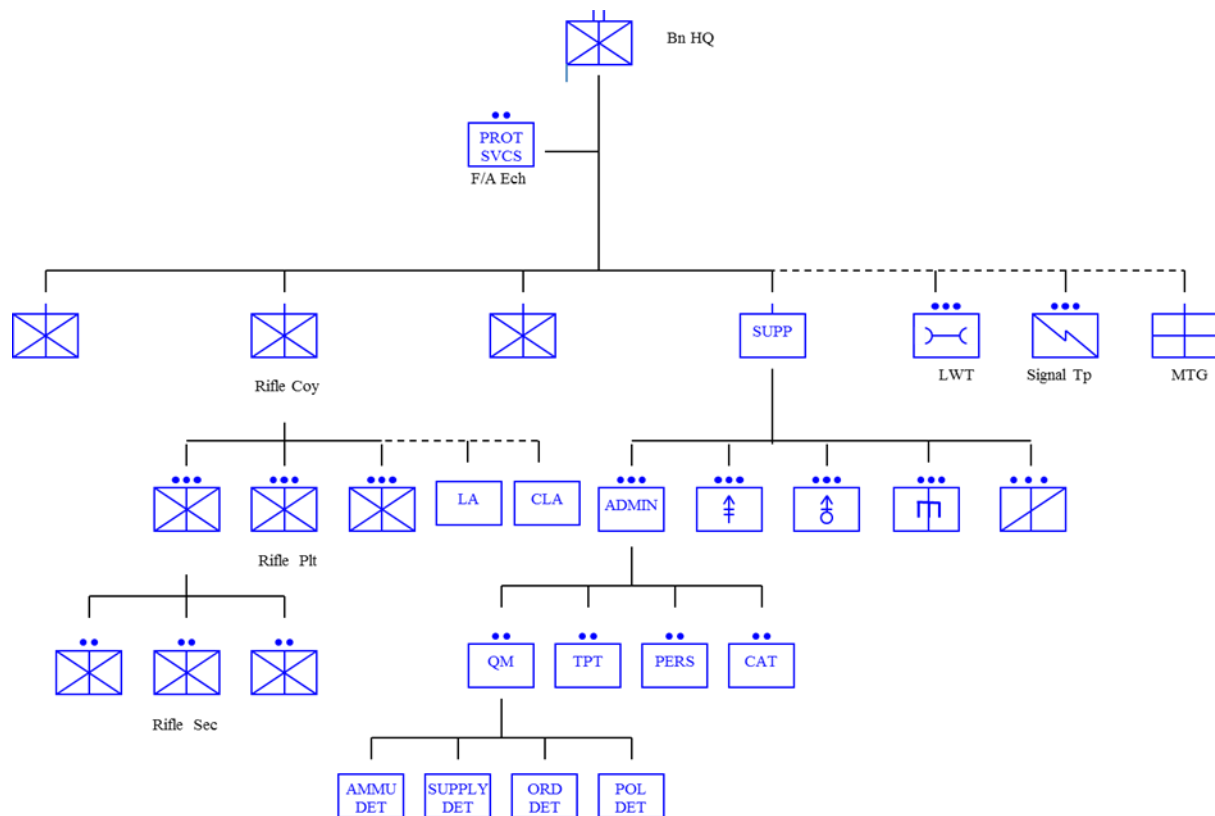 Bn HQ
PROT
SVCS
F/A Ech
SUPP
LWT
Signal Tp
MTG
Rifle Coy
LA
CLA
ADMIN
Rifle Plt
QM
TPT
PERS
CAT
Rifle Sec
AMMU
DET
SUPPLY
DET
ORD
DET
POL
DET